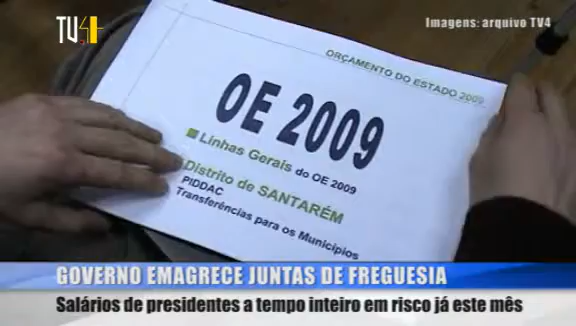 TV4
Imagens: arquivo TV4
ORÇAMENTO DO ESTADO 2009
OE 2009
Linhas Gerais do OE 2009
Distrito de SANTARÉM
PIDDAC
Transferências para os Municípios
GOVERNO EMAGRECE JUNTAS DE FREGUESIA
Salários de presidentes a tempo inteiro em risco já este mês